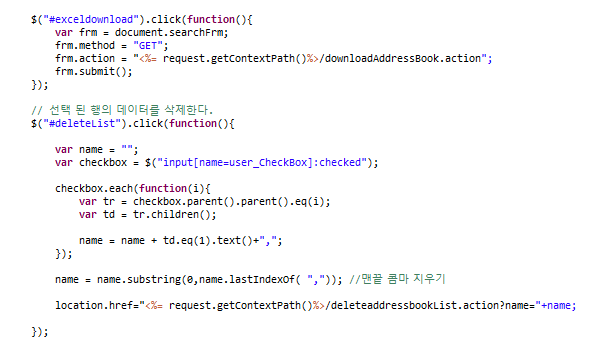 $("#exceldownload").click(function(){
    var frm = document.searchFrm;
    frm.method = "GET";
    frm.action = "<%= request.getContextPath()%>/downloadAddressBook.action";
    frm.submit();
});
// 선택 된 행의 데이터를 삭제한다.
$("#deleteList").click(function(){
    var name = "";
    var checkbox = $("input[name=user_CheckBox]:checked");
    checkbox.each(function(i){
        var tr = checkbox.parent().parent().eq(i);
        var td = tr.children();
        name = name + td.eq(1).text()+",";
    });
    name = name.substring(0,name.lastIndexOf( ",")); //맨끝 콤마 지우기
    location.href="<%= request.getContextPath()%>/deleteaddressbookList.action?name="+name;
});